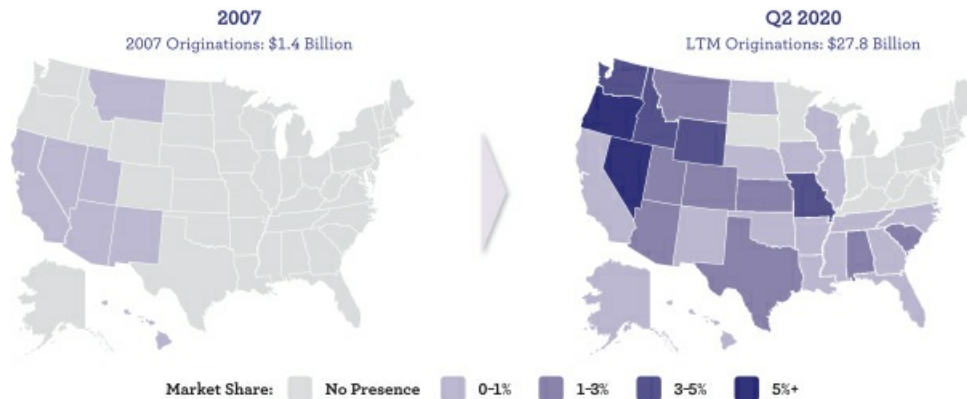 2007
2007 Originations: $1.4 Billion
Q2 2020
LTM Originations: $27.8 Billion
Market Share: No Presence 0-1% 1-3% 3-5% 5%+